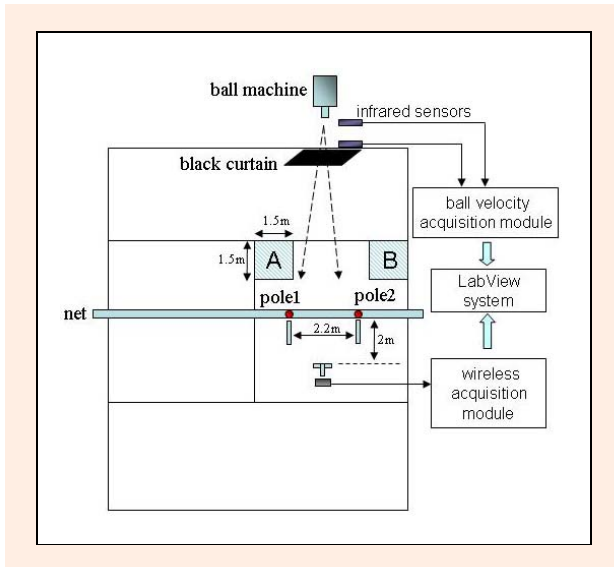 ball machine
infrared sensors
black curtain
ball velocity
acquisition module
1.5m
1.5m
A
B
LabView
system
pole1
pole2
net
2.2m
2m
wireless
acquisition
module